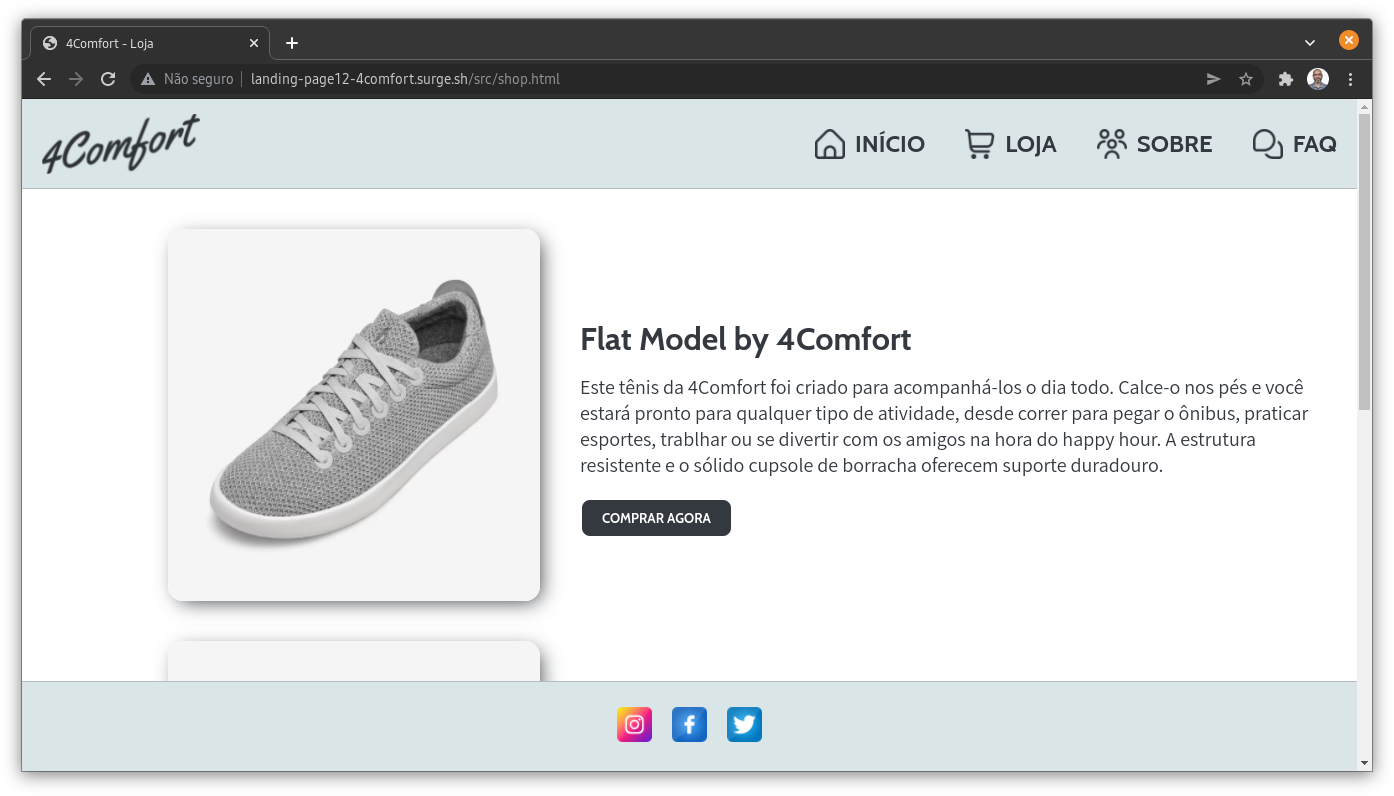 4Comfort - Loja
Não seguro
landing-page12-4comfort.surge.sh/src/shop.html
4Comfort
INÍCIO
LOJA
SOBRE
FAQ
Flat Model by 4Comfort
Este tênis da 4Comfort foi criado para acompanhá-los o dia todo. Calce-o nos pés e você
estará pronto para qualquer tipo de atividade, desde correr para pegar o ônibus, praticar
esportes, trablhar ou se divertir com os amigos na hora do happy hour. A estrutura
resistente e o sólido cupsole de borracha oferecem suporte duradouro.
COMPRAR AGORA